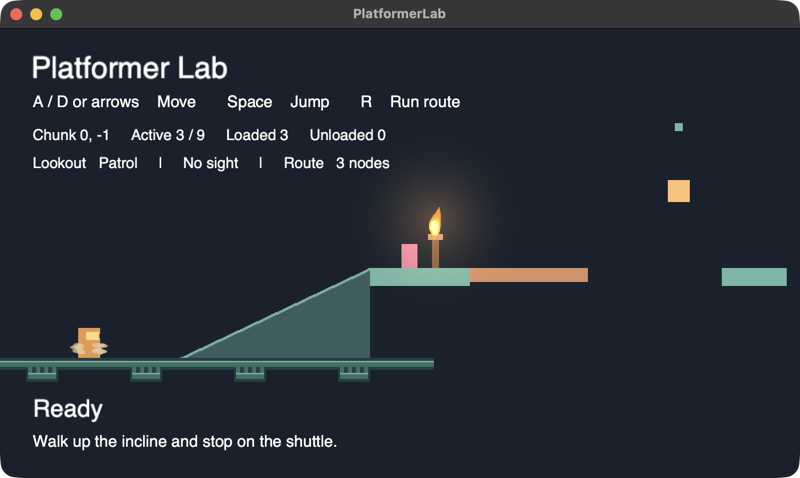 PlatformerLab
Platformer Lab
A / D or arrows Move Space Jump R Run route
Chunk 0, -1 Active 3 / 9 Loaded 3 Unloaded 0
Lookout Patrol | No sight | Route 3 nodes
Ready
Walk up the incline and stop on the shuttle.